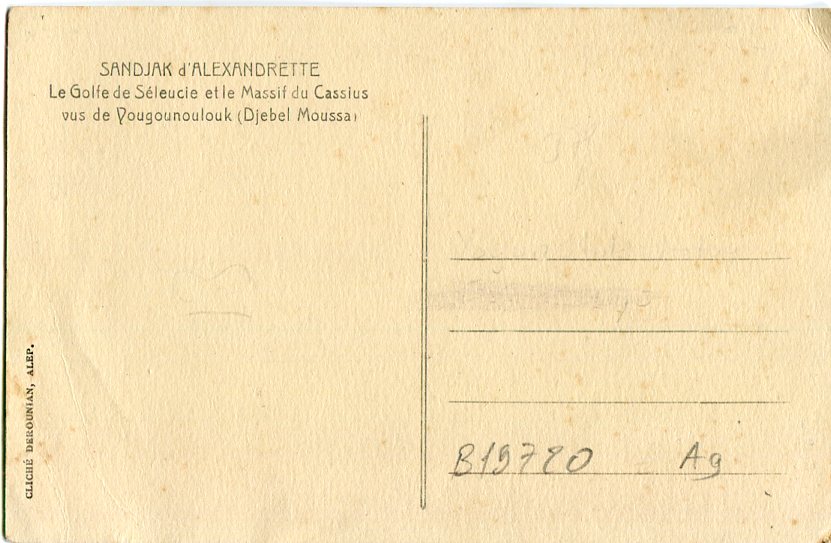 SANDJAK d'ALEXANDRETTE
Le Golfe de Séleucie et le Massif du Cassius
vus de Yougounoulouk (Djebel Moussa)
CLICHÉ DEROUNIAN, ALEP.
B19720 Ag